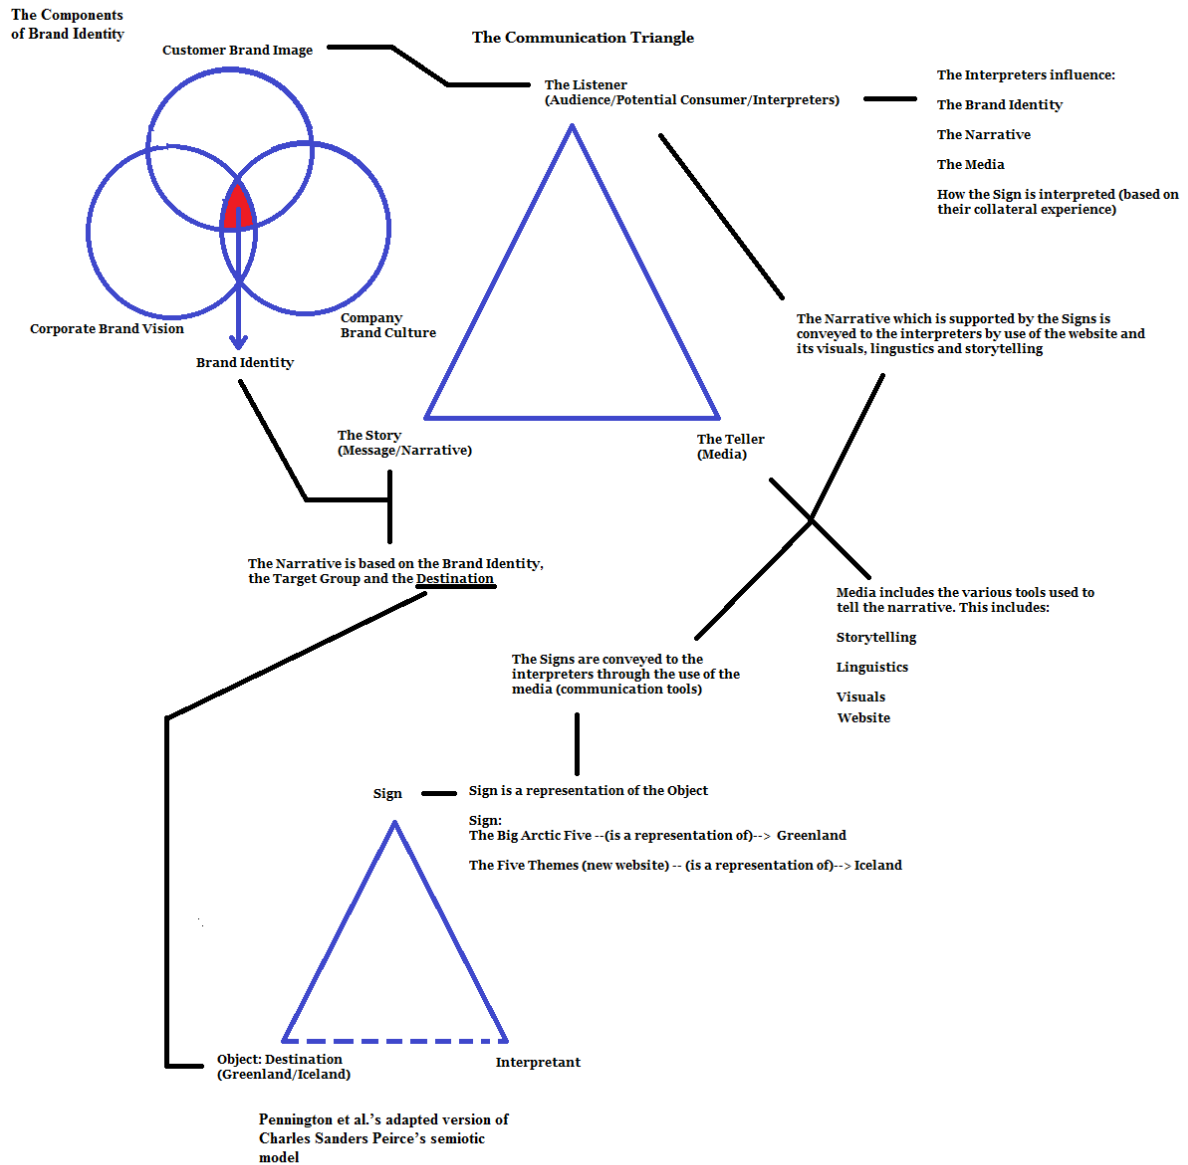 The Components
of Brand Identity
Customer Brand Image
The Communication Triangle
The Listener
(Audience/Potential Consumer/Interpreters)
The Interpreters influence:
The Brand Identity
The Narrative
The Media
How the Sign is interpreted (based on
their collateral experience)
Corporate Brand Vision
Company
Brand Culture
Brand Identity
The Narrative which is supported by the Signs is
conveyed to the interpreters by use of the website and
its visuals, lingustics and storytelling
The Story
(Message/Narrative)
The Teller
(Media)
The Narrative is based on the Brand Identity,
the Target Group and the Destination
Media includes the various tools used to
tell the narrative. This includes:
Storytelling
Linguistics
Visuals
Website
The Signs are conveyed to the
interpreters through the use of the
media (communication tools)
Sign
Sign is a representation of the Object
Sign:
The Big Arctic Five --(is a representation of)--> Greenland
The Five Themes (new website) -- (is a representation of)--> Iceland
Object: Destination
(Greenland/Iceland)
Interpretant
Pennington et al.'s adapted version of
Charles Sanders Peirce's semiotic
model